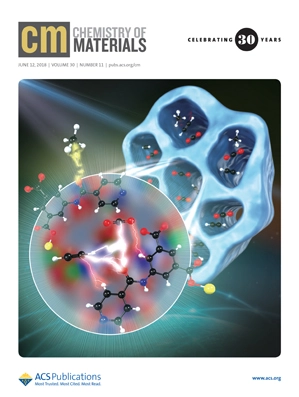 cm CHEMISTRY OF
MATERIALS
CELEBRATING 30 YEARS
JUNE 12, 2018 | VOLUME 30 | NUMBER 11 | pubs.acs.org/cm
ACS Publications
Most Trusted. Most Cited. Most Read.
www.acs.org